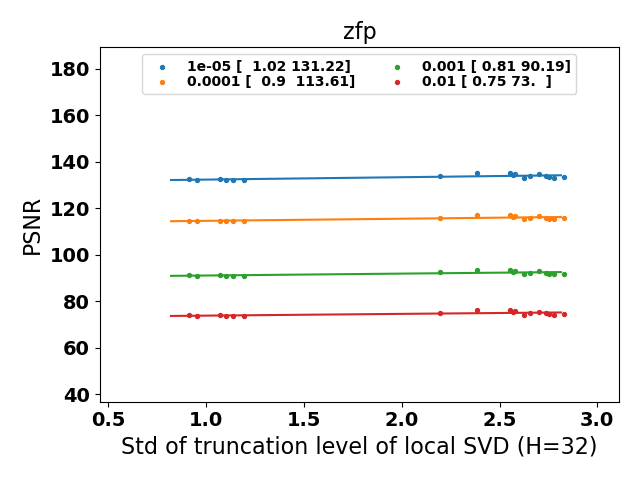 zfp
1e-05 [  1.02 131.22]
0.0001 [  0.9  113.61]
0.001 [ 0.81 90.19]
0.01 [ 0.75 73.  ]
PSNR
180
160
140
120
100
80
60
40
0.5 1.0 1.5 2.0 2.5 3.0
Std of truncation level of local SVD (H=32)